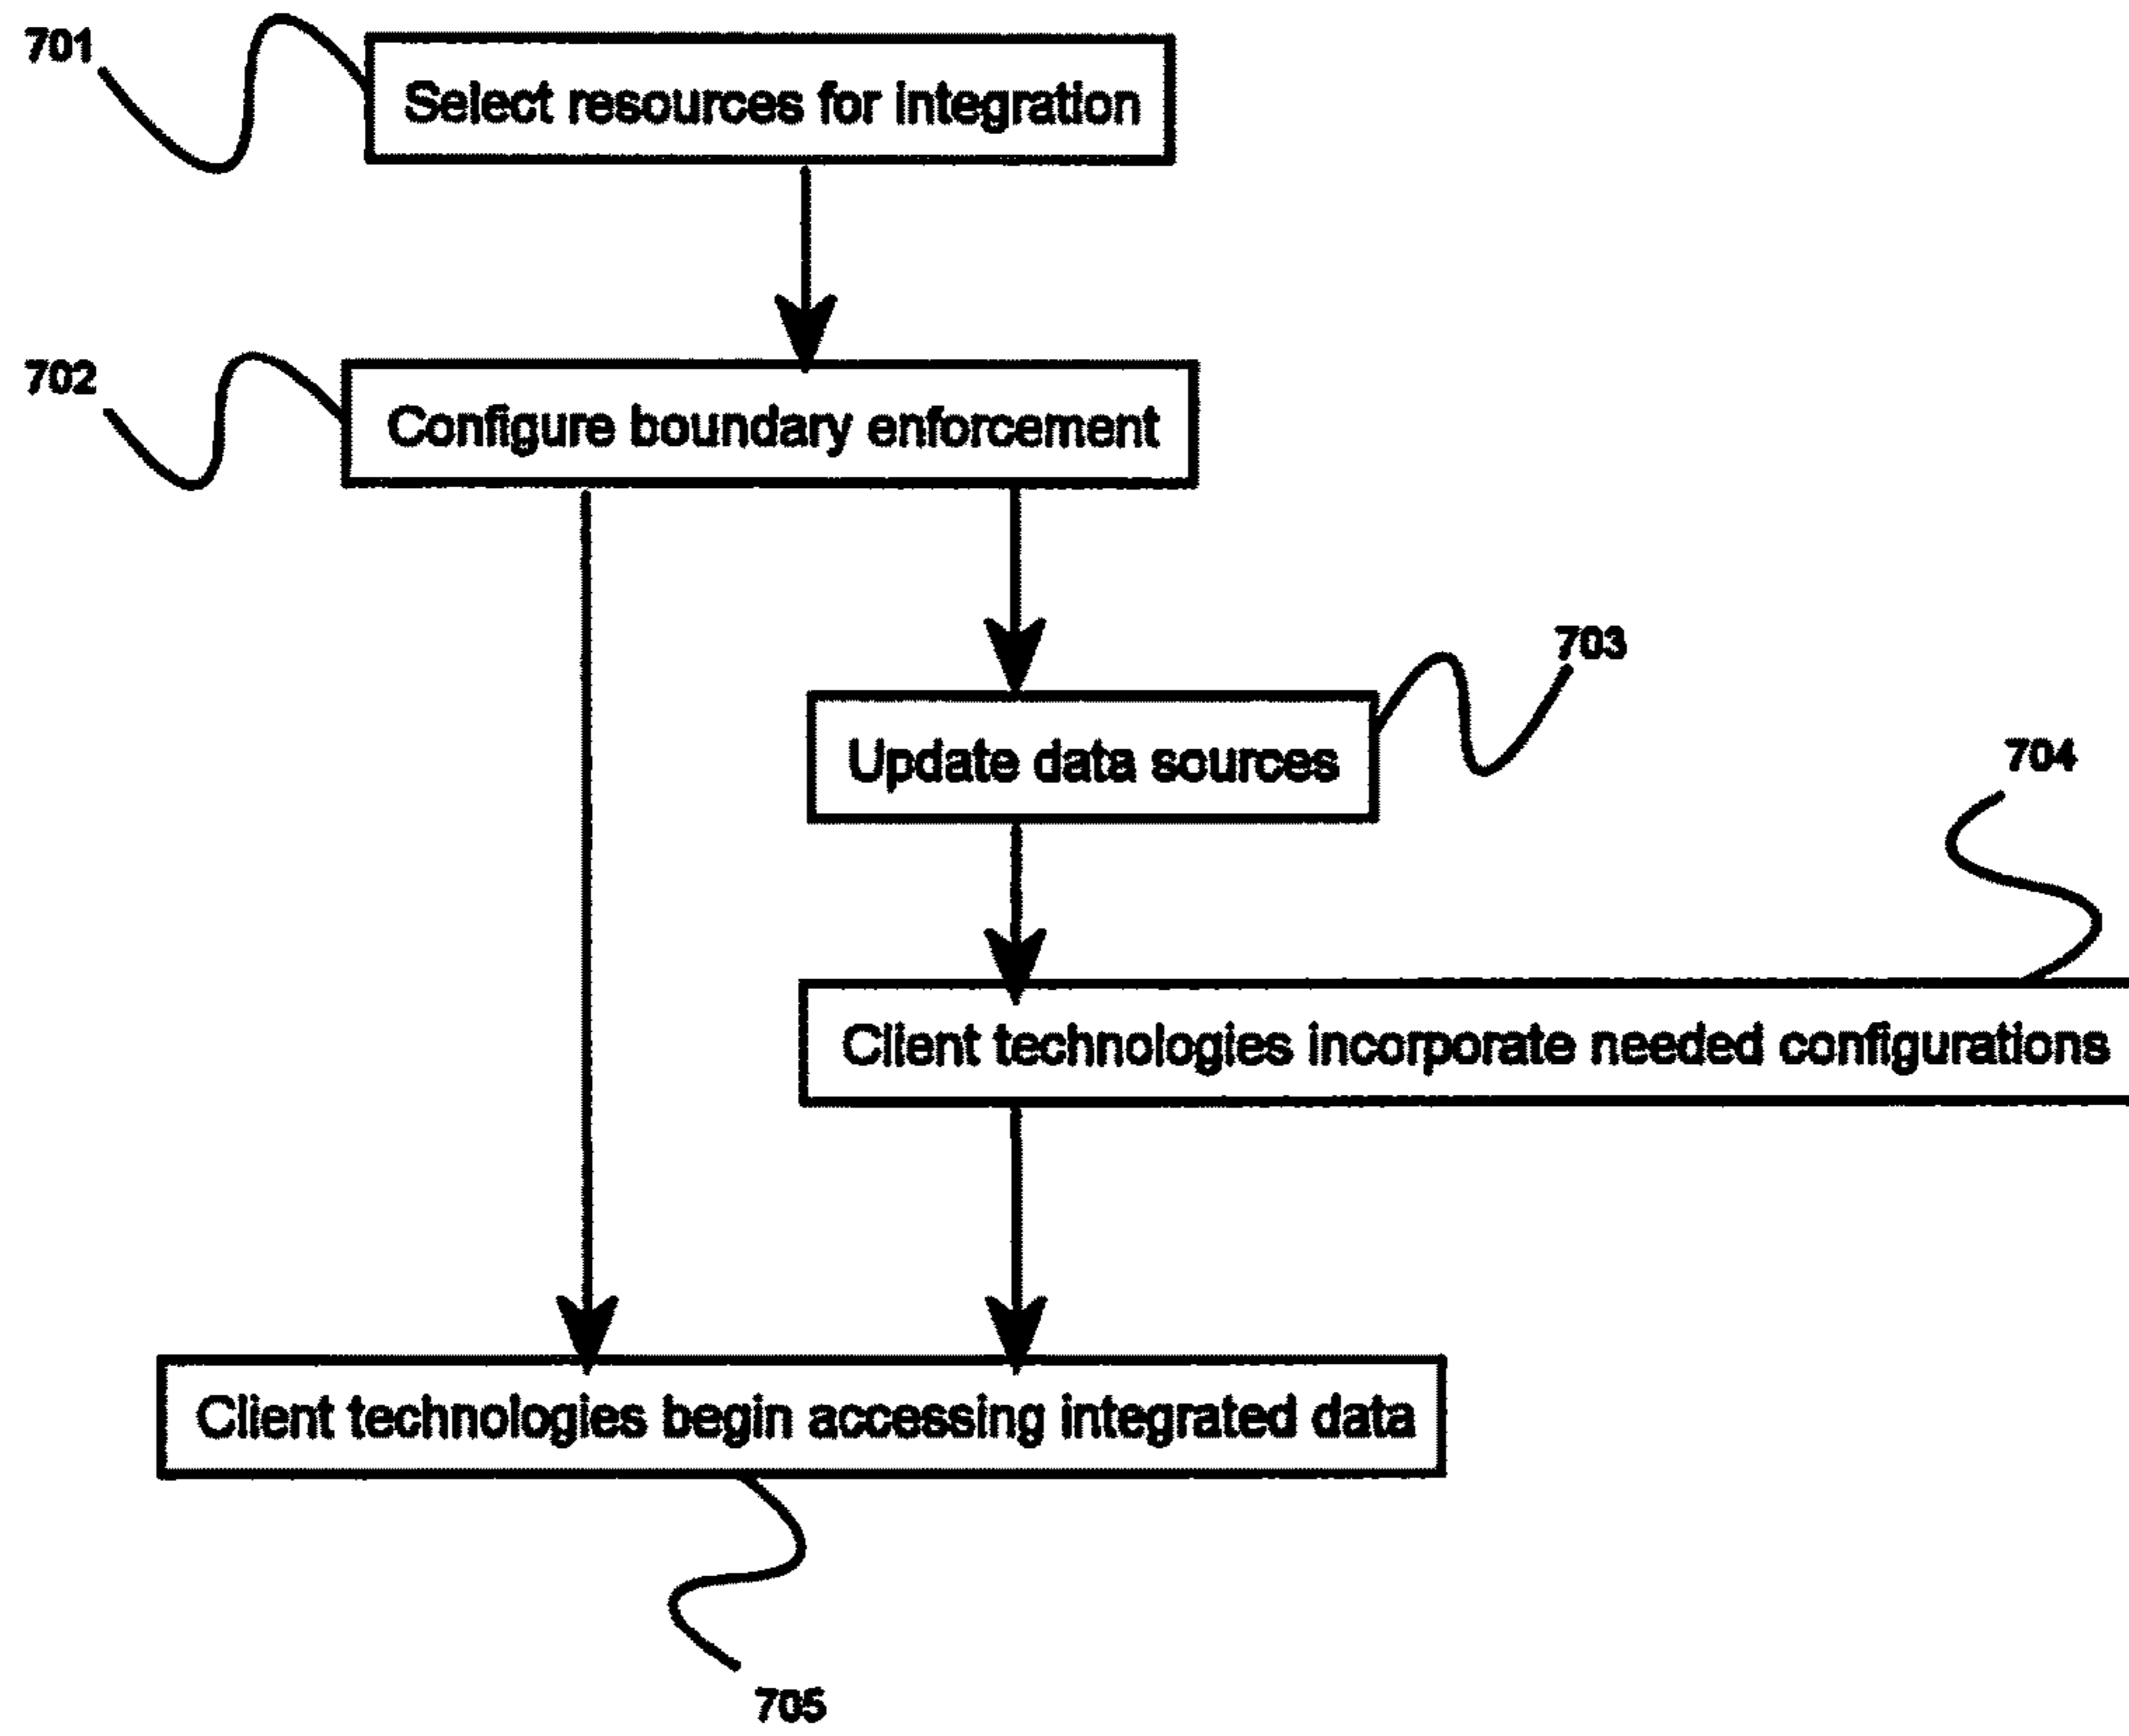 701
Select resources for integration
702
Configure boundary enforcement
703
Update data sources
704
Client technologies incorporate needed configurations
Client technologies begin accessing integrated data
705